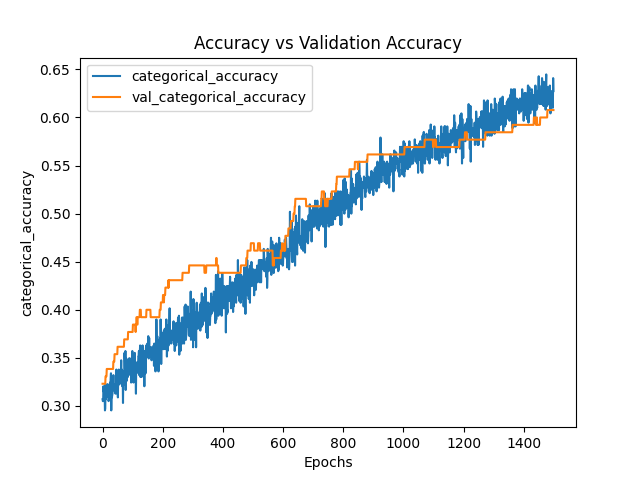 Accuracy vs Validation Accuracy
categorical_accuracy
val_categorical_accuracy
categorical_accuracy
0.65
0.60
0.55
0.50
0.45
0.40
0.35
0.30
0 200 400 600 800 1000 1200 1400
Epochs